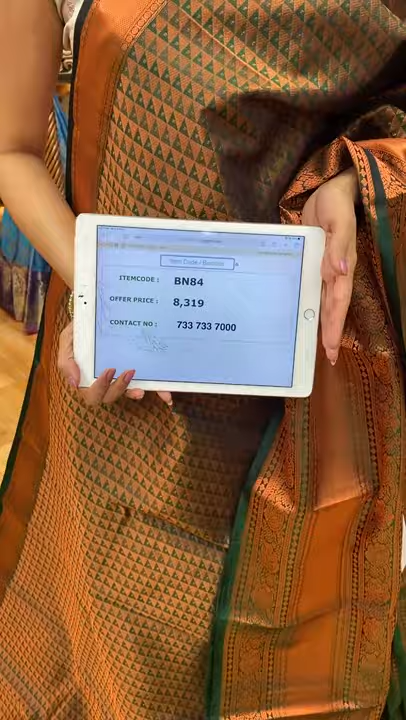 Item Code / Barcode
ITEMCODE : BN84
OFFER PRICE : 8,319
CONTACT NO : 733 733 7000